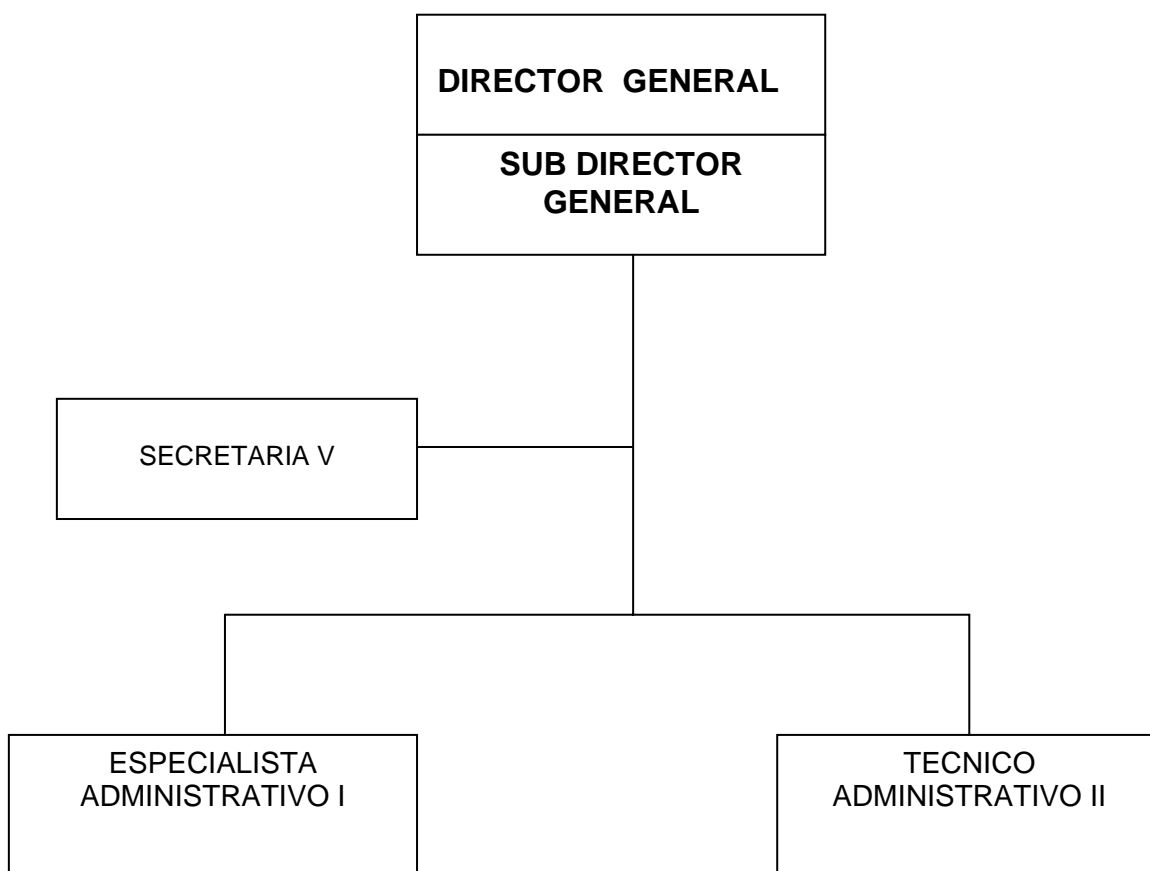 DIRECTOR GENERAL
SUB DIRECTOR
GENERAL
SECRETARIA V
ESPECIALISTA
ADMINISTRATIVO I
TECNICO
ADMINISTRATIVO II